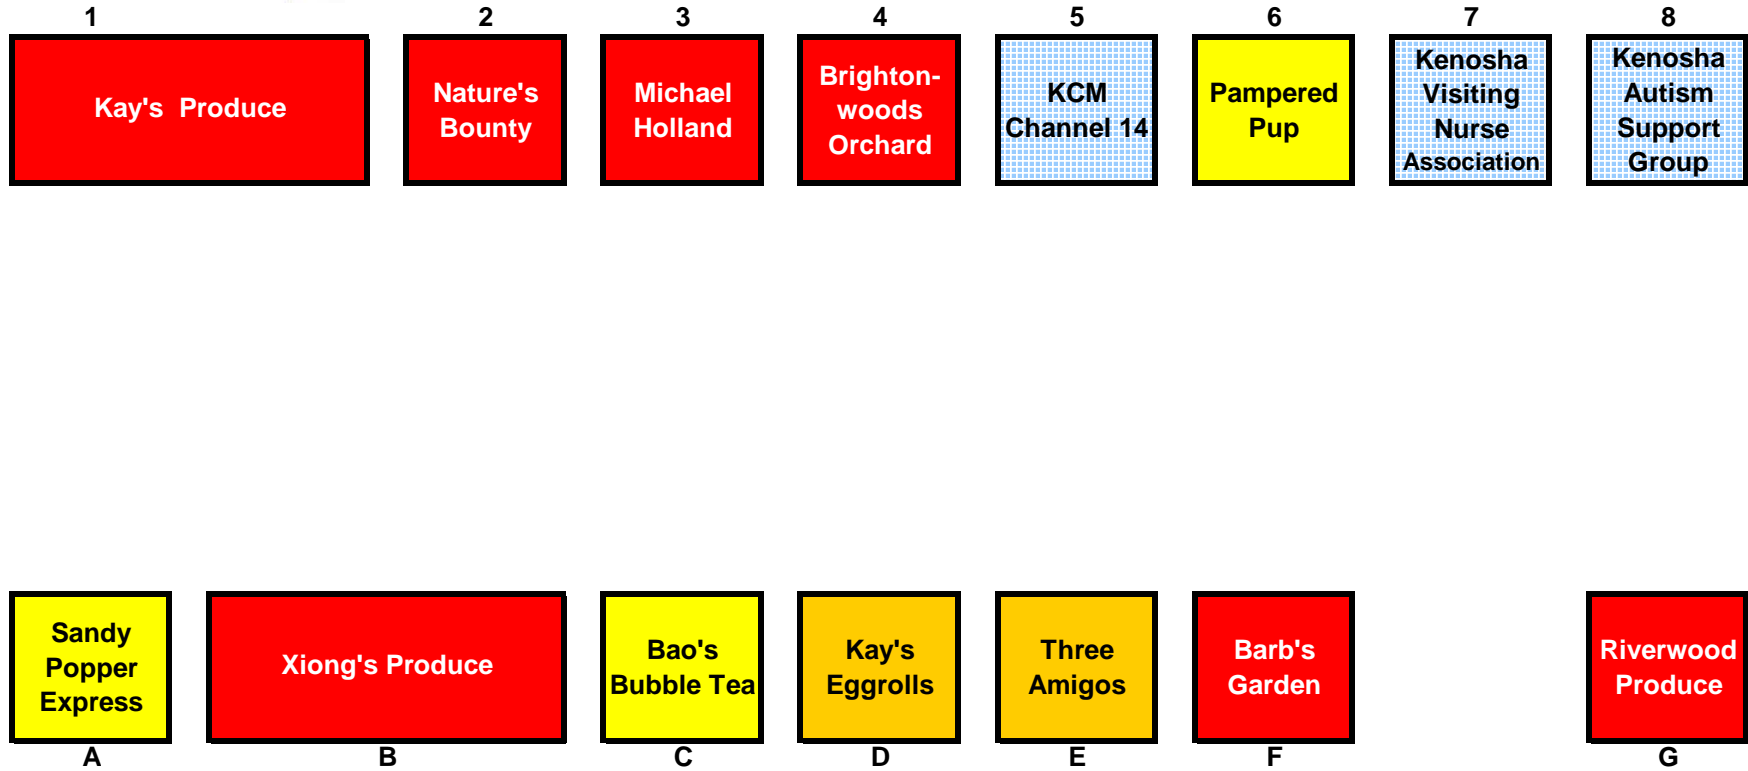 1 2 3 4 5 6 7 8
Kay's Produce
Nature's
Bounty
Michael
Holland
Brighton-
woods
Orchard
KCM
Channel 14
Pampered
Pup
Kenosha
Visiting
Nurse
Association
Kenosha
Autism
Support
Group
Sandy
Popper
Express
Xiong's Produce
Bao's
Bubble Tea
Kay's
Eggrolls
Three
Amigos
Barb's
Garden
Riverwood
Produce
A B C D E F G